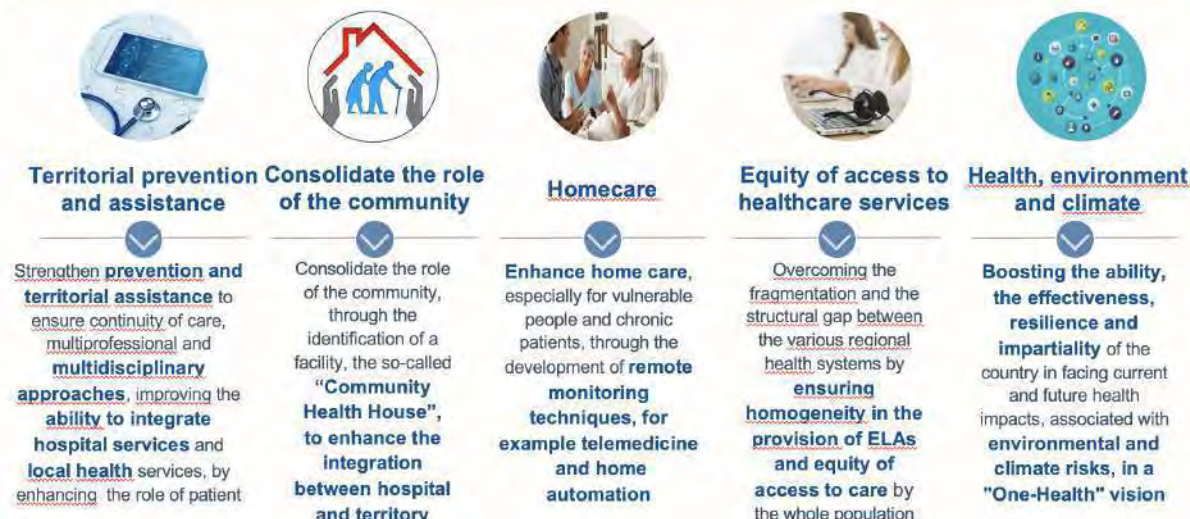 Territorial prevention
and assistance
Strengthen prevention and
territorial assistance to
ensure continuity of care,
multiprofessional and
multidisciplinary
approaches, improving the
ability to integrate
hospital services and
local health services, by
enhancing the role of patient
Consolidate the role
of the community
Consolidate the role
of the community,
through the
identification of a
facility, the so-called
“Community
Health House”,
to enhance the
integration
between hospital
and territory
Homecare
Enhance home care,
especially for vulnerable
people and chronic
patients, through the
development of remote
monitoring
techniques, for
example telemedicine
and home
automation
Equity of access to
healthcare services
Overcoming the
fragmentation and the
structural gap between
the various regional
health systems by
ensuring
homogeneity in the
provision of ELAs
and equity of
access to care by
the whole population
Health, environment
and climate
Boosting the ability,
the effectiveness,
resilience and
impartiality of the
country in facing current
and future health
impacts, associated with
environmental and
climate risks, in a
"One-Health" vision